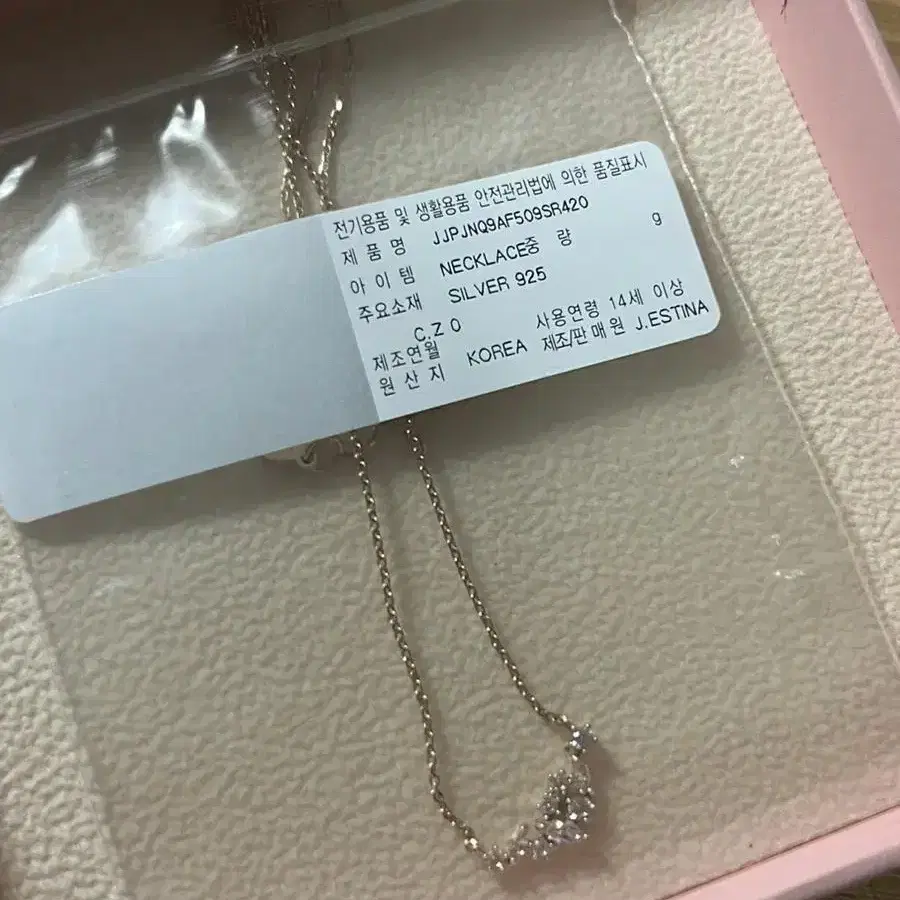 전기용품 및 생활용품 안전관리법에 의한 품질표시
제 품 명 JJPJNQ9AF509SR420
아 이 템 NECKLACE중 량 g
주요소재 SILVER 925
C.Z 0
제조연월 사용연령 14세 이상
원 산 지 KOREA 제조/판 매 원 J.ESTINA